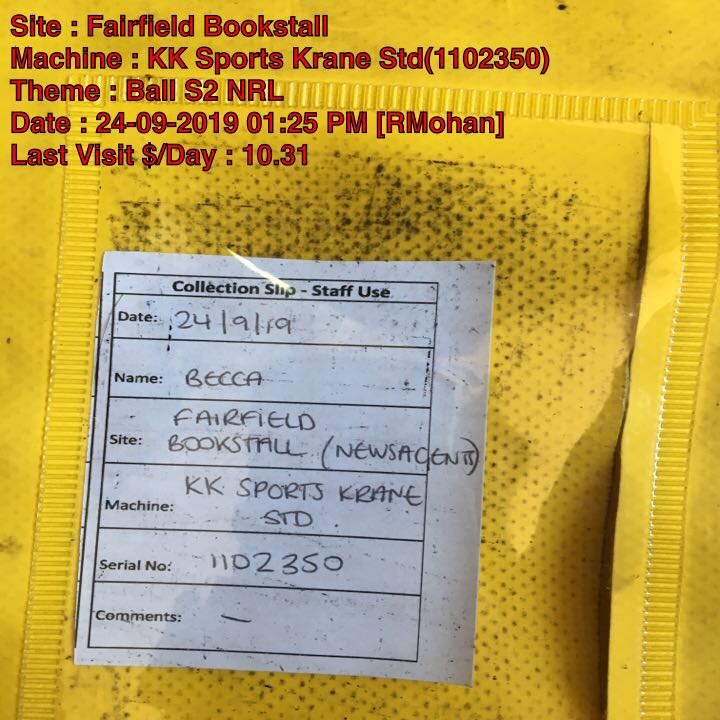 Site : Fairfield Bookstall
Machine : KK Sports Krane Std(1102350)
Theme : Ball S2 NRL
Date : 24-09-2019 01:25 PM [RMohan]
Last Visit $/Day : 10.31
Collection Slip - Staff Use
Date: 24/9/19
Name: BECCA
FAIRFIELD
Site: BOOKSTALL (NEWSAGENTS)
KK SPORTS KRANE
Machine: STD
Serial No: 1102350
Comments: —